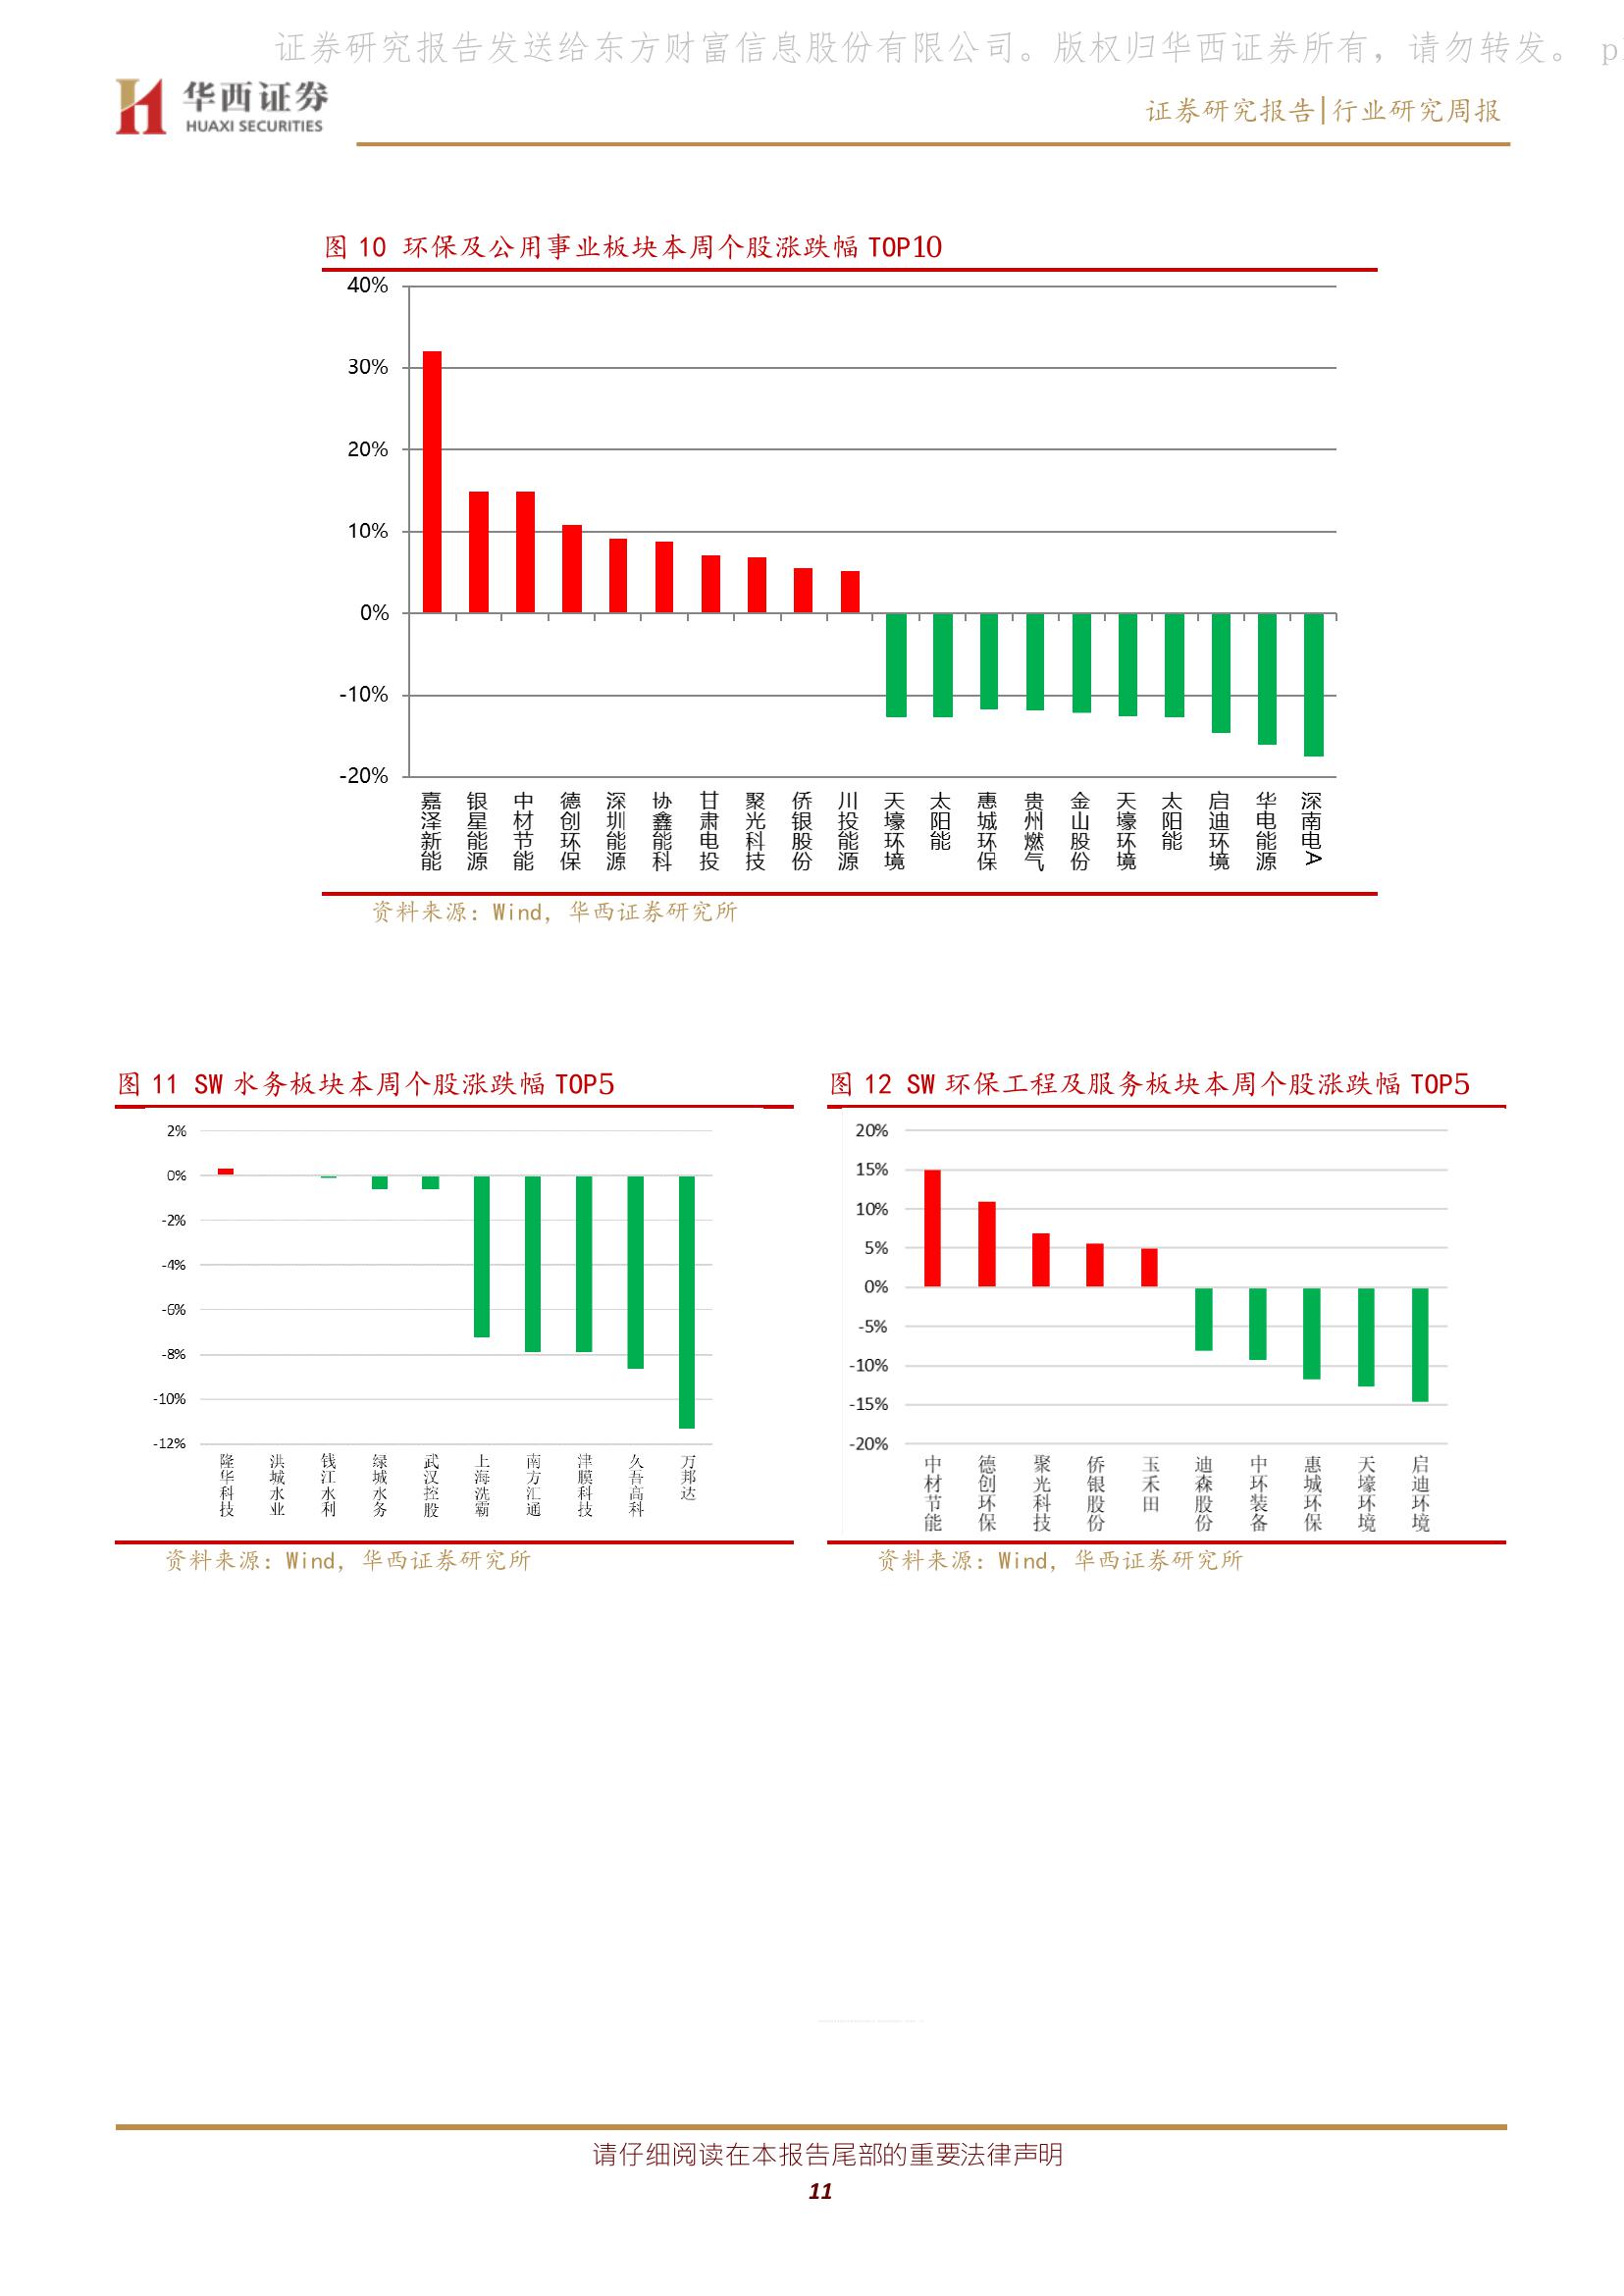 证券研究报告发送给东方财富信息股份有限公司。版权归华西证券所有，请勿转发。 p
华西证券
HUAXI SECURITIES
证券研究报告|行业研究周报
图 10 环保及公用事业板块本周个股涨跌幅 TOP10
40%
30%
20%
10%
0%
-10%
-20%
嘉泽新能
银星能源
中材节能
德创环保
深圳能源
协鑫能科
甘肃电投
聚光科技
侨银股份
川投能源
天壕环境
太阳能
惠城环保
贵州燃气
金山股份
天壕环境
太阳能
启迪环境
华电能源
深南电A
资料来源：Wind，华西证券研究所
图 11 SW 水务板块本周个股涨跌幅 TOP5
2%
0%
-2%
-4%
-6%
-8%
-10%
-12%
隆华科技
洪城水业
钱江水利
绿城水务
武汉控股
上海洗霸
南方汇通
津膜科技
久吾高科
万邦达
资料来源：Wind，华西证券研究所
图 12 SW 环保工程及服务板块本周个股涨跌幅 TOP5
20%
15%
10%
5%
0%
-5%
-10%
-15%
-20%
中材节能
德创环保
聚光科技
侨银股份
玉禾田
迪森股份
中环装备
惠城环保
天壕环境
启迪环境
资料来源：Wind，华西证券研究所
请仔细阅读在本报告尾部的重要法律声明
11